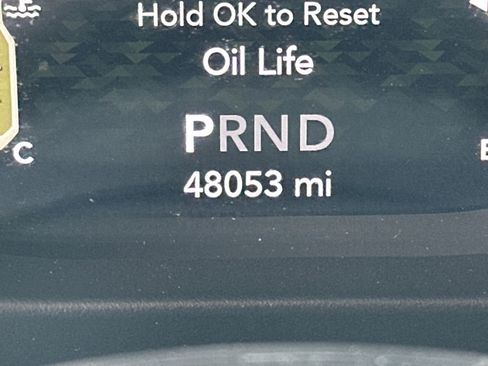 Hold OK to Reset
Oil Life
PRND
48053 mi
C